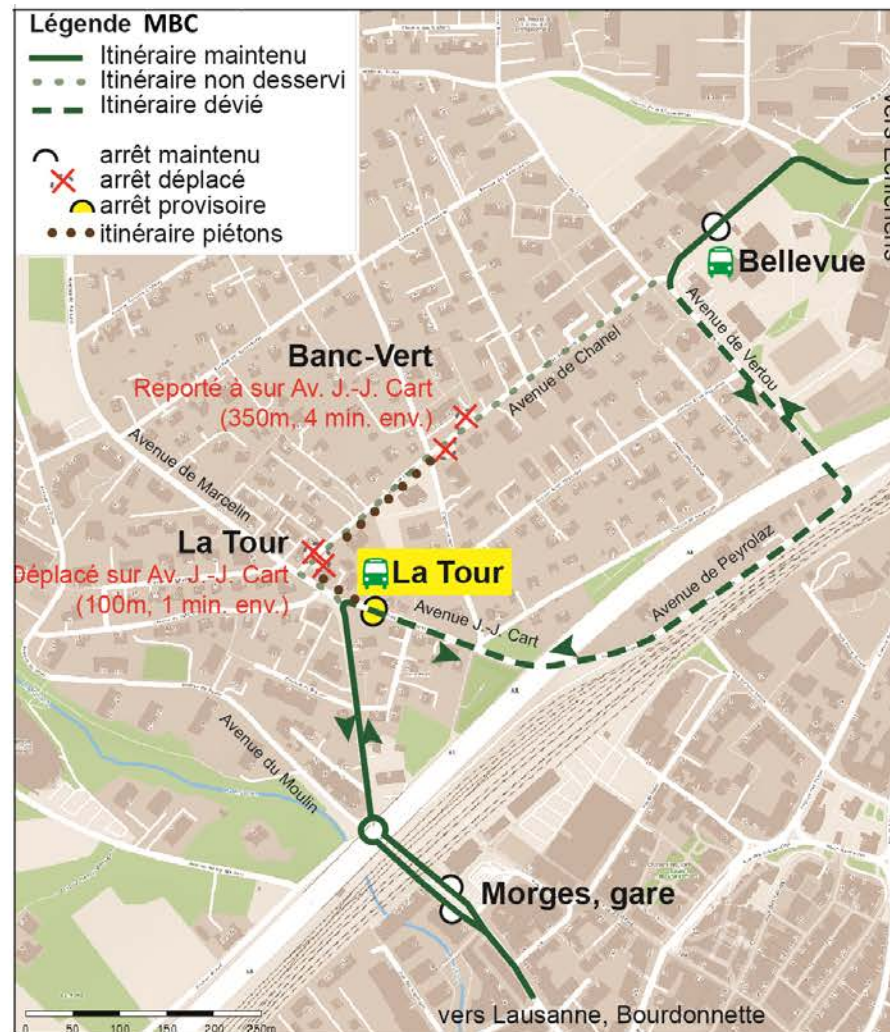 Légende MBC
Itinéraire maintenu
Itinéraire non desservi
Itinéraire dévié
arrêt maintenu
arrêt déplacé
arrêt provisoire
itinéraire piétons
Bellevue
Avenue de Vertou
Avenue de Chanel
Banc-Vert
Reporté à sur Av. J.-J. Cart
(350m, 4 min. env.)
Avenue de Marcelin
La Tour
Déplacé sur Av. J.-J. Cart
(100m, 1 min. env.)
La Tour
Avenue J.-J. Cart
Avenue de Peyrolaz
Avenue du Moulin
Morges, gare
vers Lausanne, Bourdonnette
0 50 100 150 200 250m